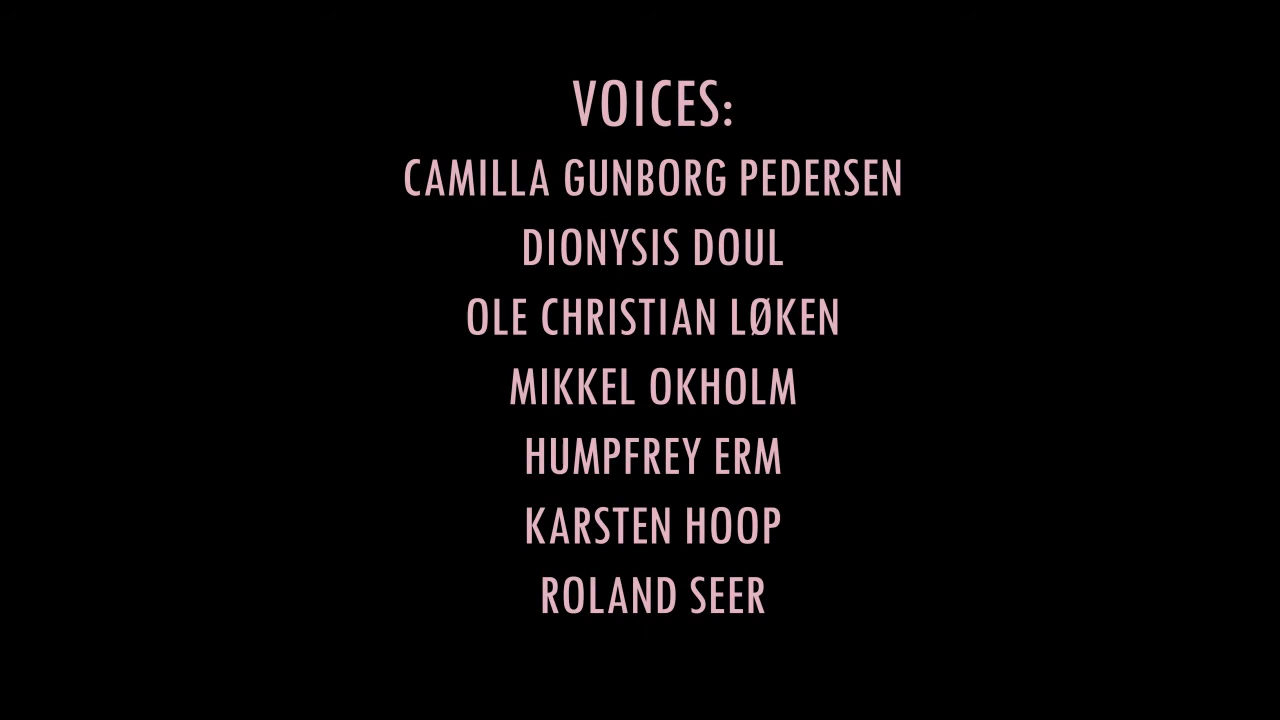 VOICES:
CAMILLA GUNBORG PEDERSEN
DIONYSIS DOUL
OLE CHRISTIAN LØKEN
MIKKEL OKHOLM
HUMPFREY ERM
KARSTEN HOOP
ROLAND SEER